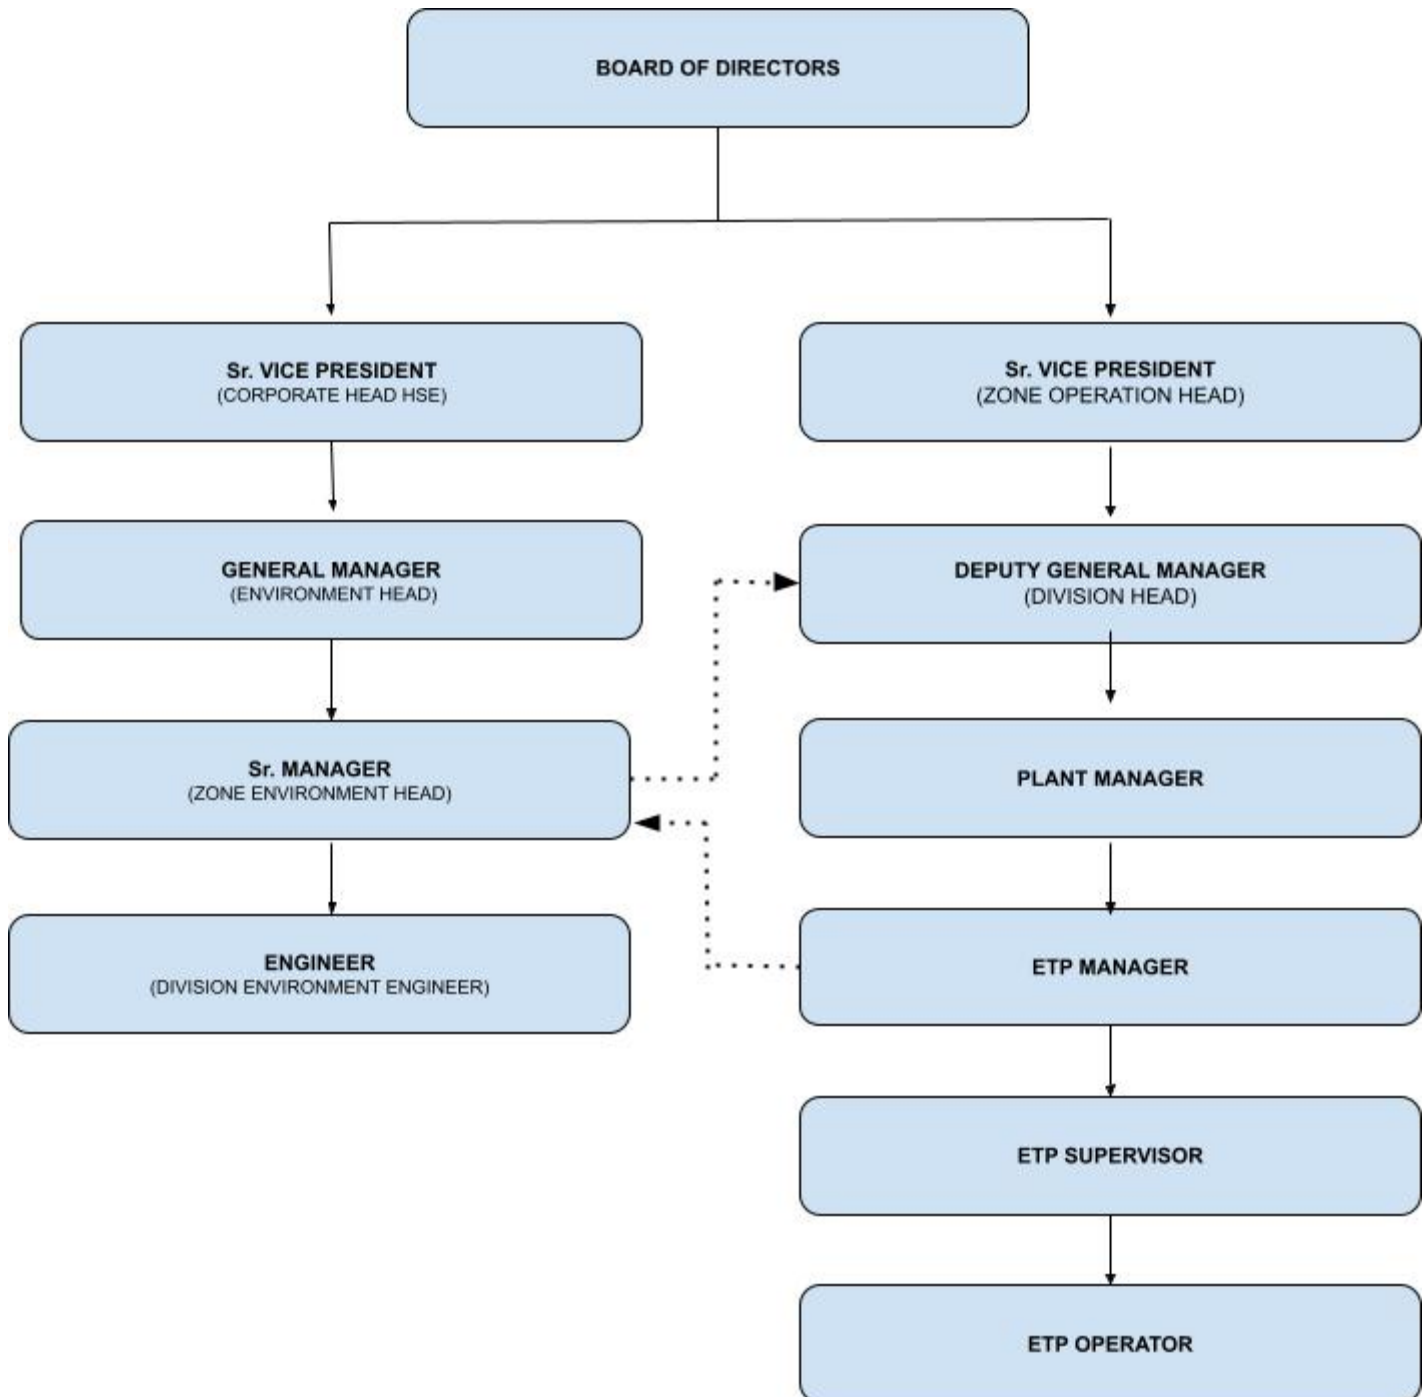 BOARD OF DIRECTORS
Sr. VICE PRESIDENT
(CORPORATE HEAD HSE)
Sr. VICE PRESIDENT
(ZONE OPERATION HEAD)
GENERAL MANAGER
(ENVIRONMENT HEAD)
DEPUTY GENERAL MANAGER
(DIVISION HEAD)
Sr. MANAGER
(ZONE ENVIRONMENT HEAD)
PLANT MANAGER
ENGINEER
(DIVISION ENVIRONMENT ENGINEER)
ETP MANAGER
ETP SUPERVISOR
ETP OPERATOR